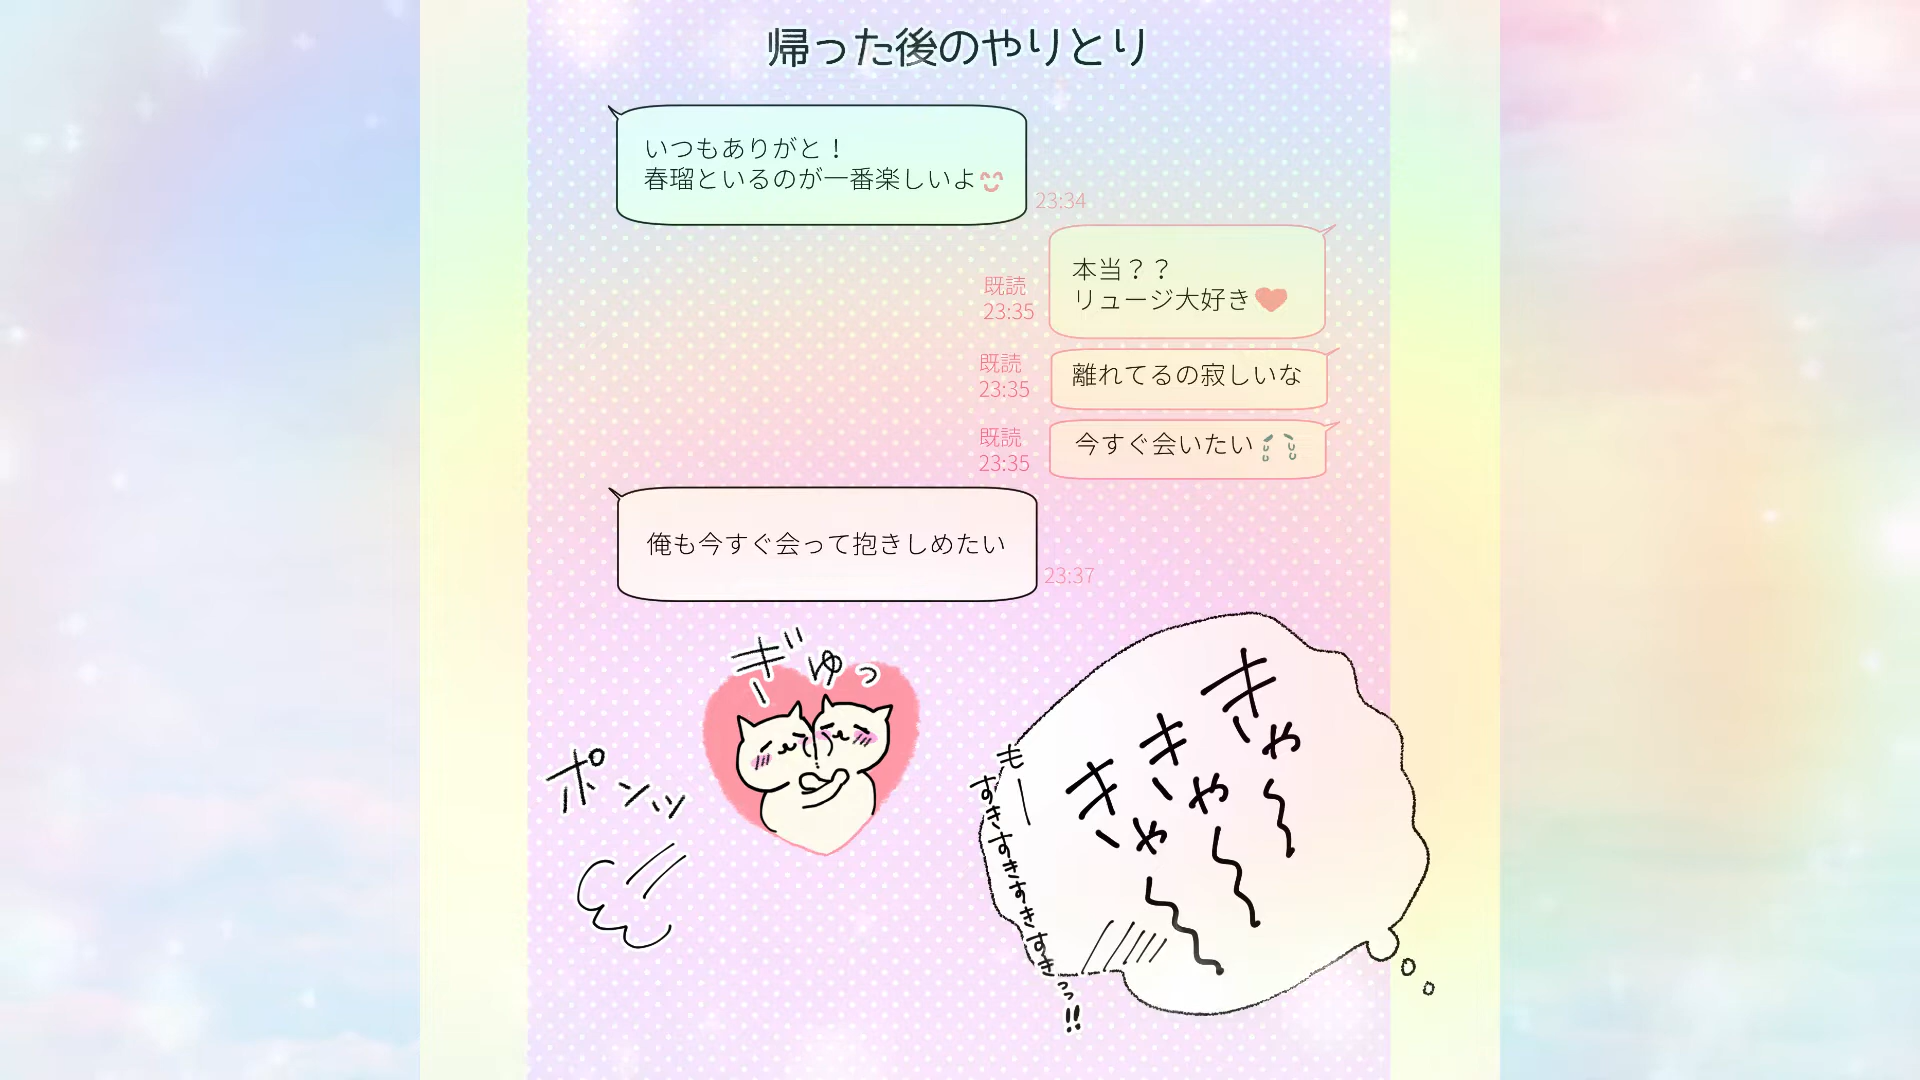 帰った後のやりとり
いつもありがと！
春瑠といるのが一番楽しいよ
23:34
本当？？
リュージ大好き
既読
23:35
離れてるの寂しいな
既読
23:35
今すぐ会いたい
既読
23:35
俺も今すぐ会って抱きしめたい
23:37
ぎゅっ
ポンッ
きゃ〜
きゃ〜
きゃ〜
もー
すきすきすきすきっっ!!